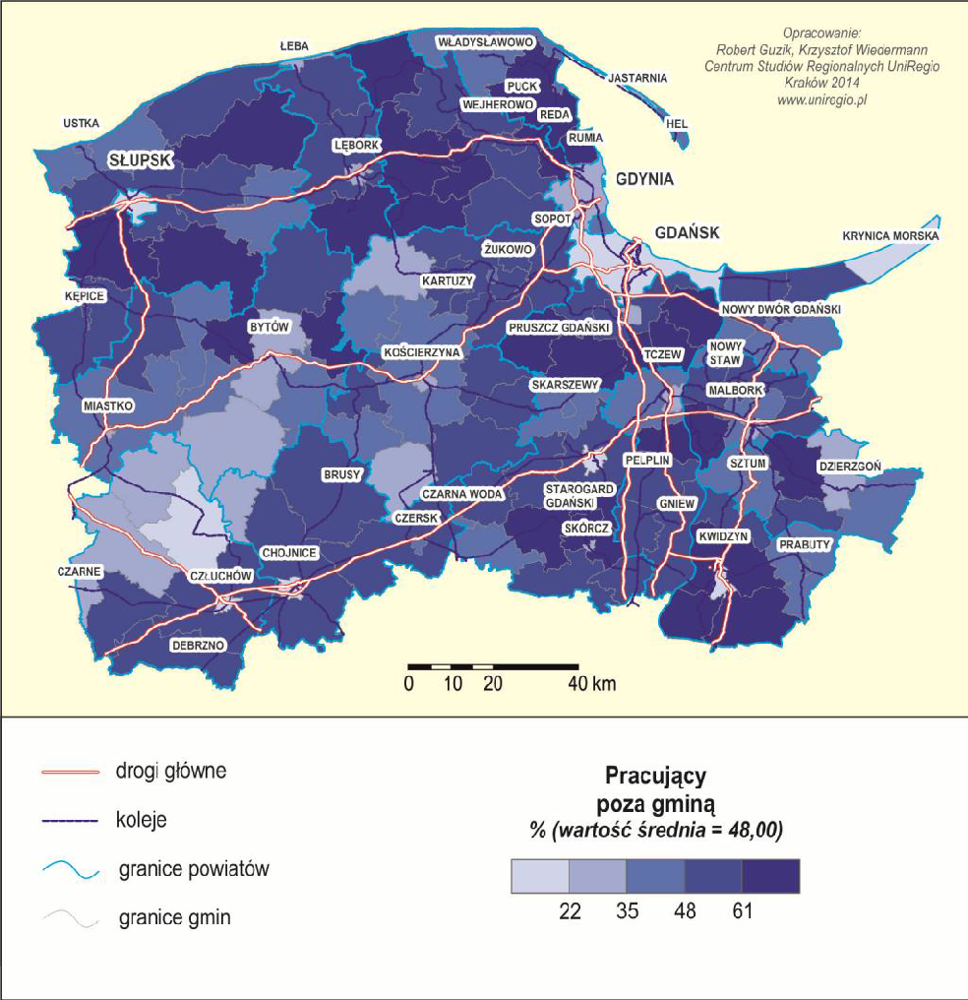 Opracowanie:
Robert Guzik, Krzysztof Wiedermann
Centrum Studiów Regionalnych UniRegio
Kraków 2014
www.uniregio.pl
WŁADYSŁAWOWO
ŁEBA
JASTARNIA
PUCK
WEJHEROWO
REDA
USTKA
HEL
RUMIA
LĘBORK
SŁUPSK
GDYNIA
SOPOT
GDAŃSK
KRYNICA MORSKA
ŻUKOWO
KARTUZY
KĘPICE
NOWY DWÓR GDAŃSKI
BYTÓW
PRUSZCZ GDAŃSKI
KOŚCIERZYNA
TCZEW
NOWY
STAW
SKARSZEWY
MALBORK
MIASTKO
PELPLIN
SZTUM
DZIERZGOŃ
BRUSY
CZARNA WODA
STAROGARD
GDAŃSKI
GNIEW
CZERSK
SKÓRCZ
KWIDZYN
PRABUTY
CHOJNICE
CZARNE
CZŁUCHÓW
DEBRZNO
0 10 20 40 km
drogi główne
koleje
granice powiatów
granice gmin
Pracujący
poza gminą
% (wartość średnia = 48,00)
22 35 48 61